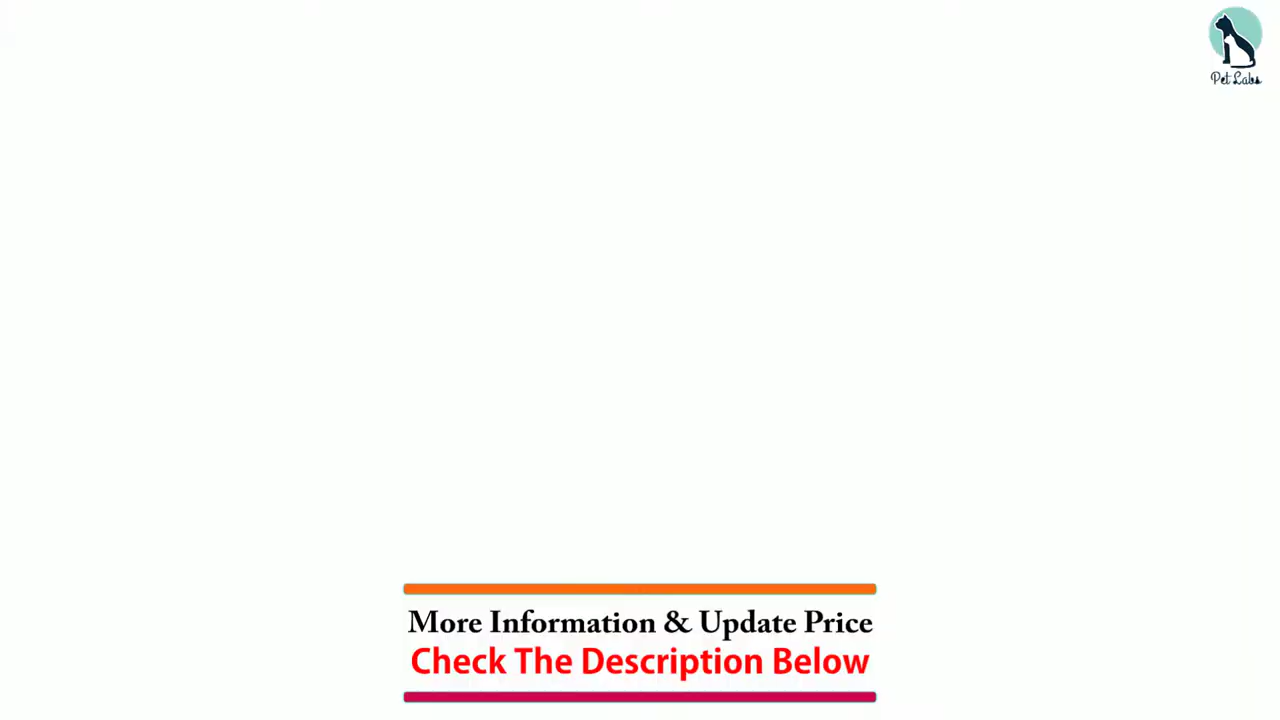 Pet Labs
More Information & Update Price
Check The Description Below